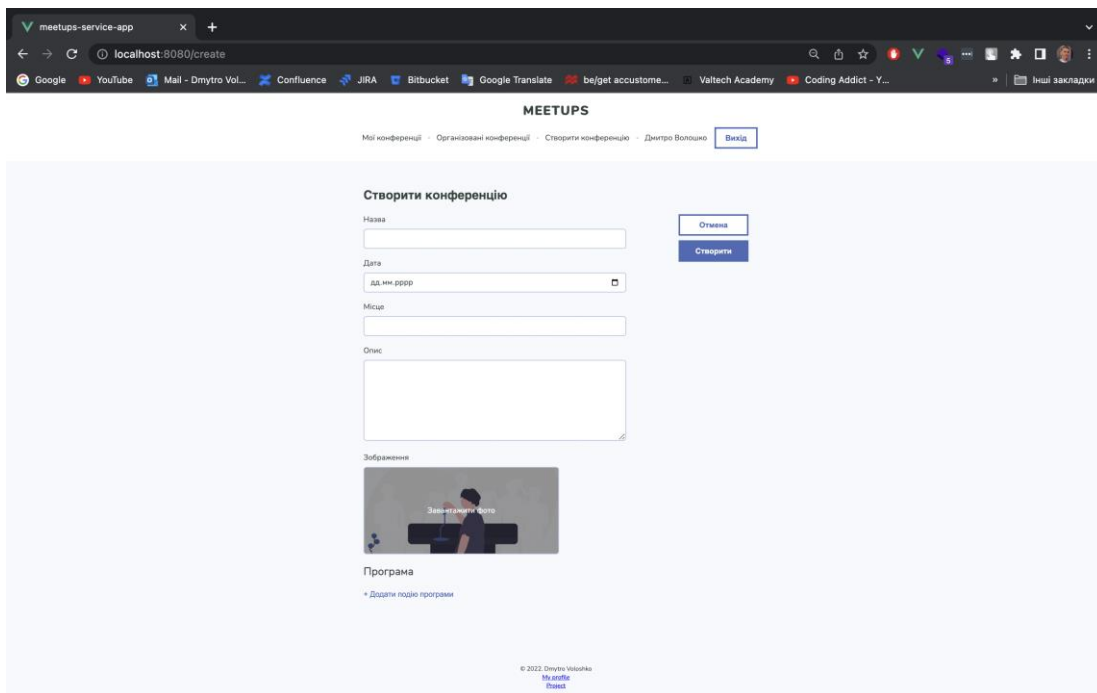 meetups-service-app
localhost:8080/create
Google YouTube Mail - Dmytro Vol... Confluence JIRA Bitbucket Google Translate be/get accustome... Valtech Academy Coding Addict - Y... » Інші закладки
MEETUPS
Мої конференції · Організовані конференції · Створити конференцію · Дмитро Волошко Вихід
Створити конференцію
Назва
Отмена
Створити
Дата
дд.мм.рррр
Місце
Опис
Зображення
Завантажити фото
Програма
+ Додати подію програми
© 2022. Dmytro Voloshko
My profile
Project